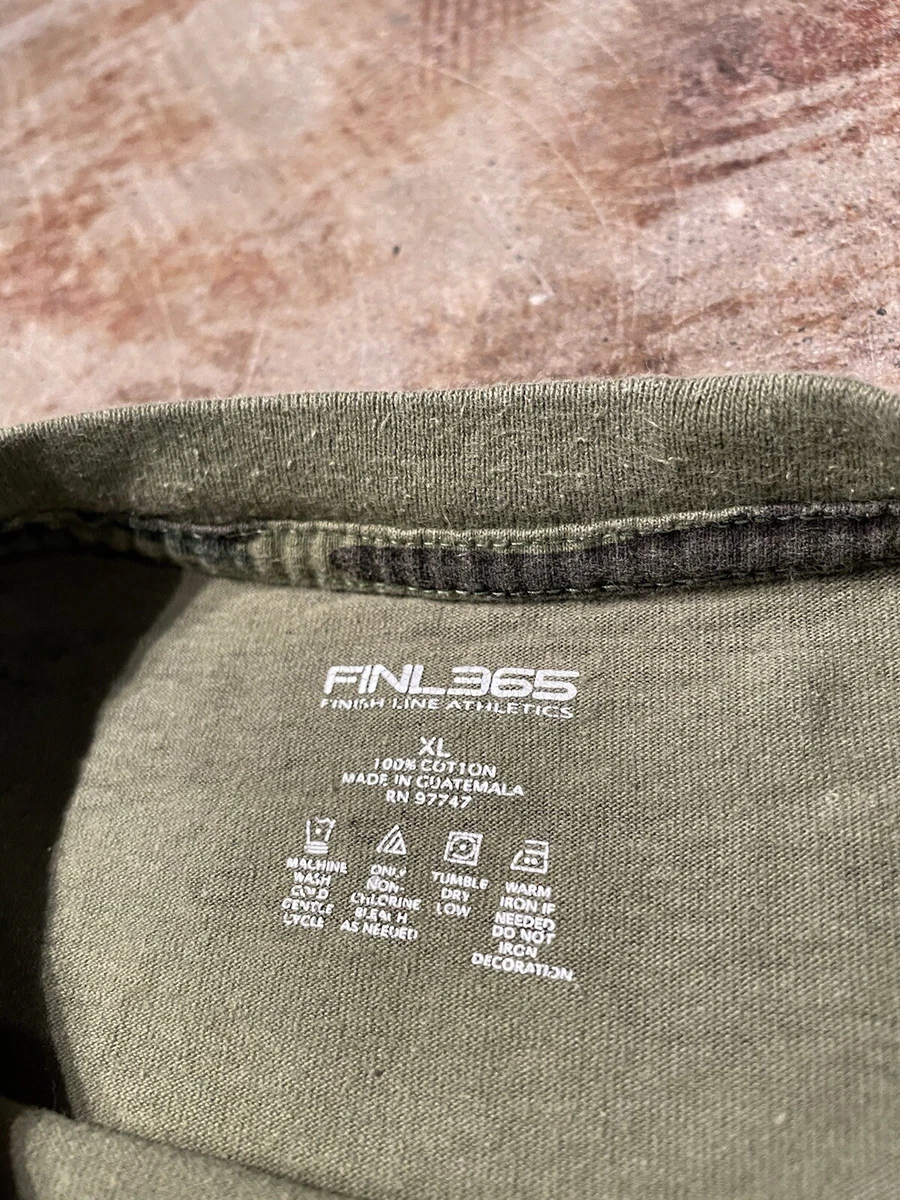 FINL365
FINISH LINE ATHLETICS
XL
100% COTTON
MADE IN GUATEMALA
RN 97747
MACHINE
WASH
COLD
GENTLE
CYCLE
ONLY
NON-
CHLORINE
BLEACH
AS NEEDED
TUMBLE
DRY
LOW
WARM
IRON IF
NEEDED
DO NOT
IRON
DECORATION.